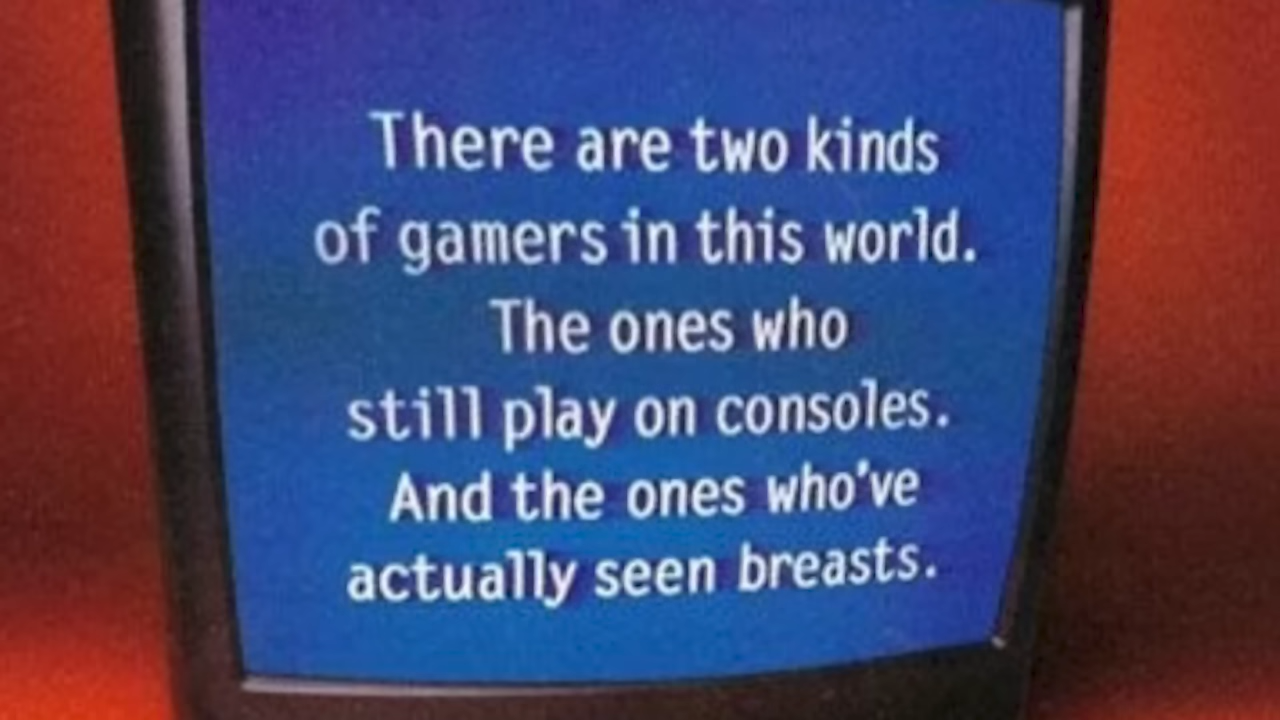 There are two kinds
of gamers in this world.
The ones who
still play on consoles.
And the ones who've
actually seen breasts.